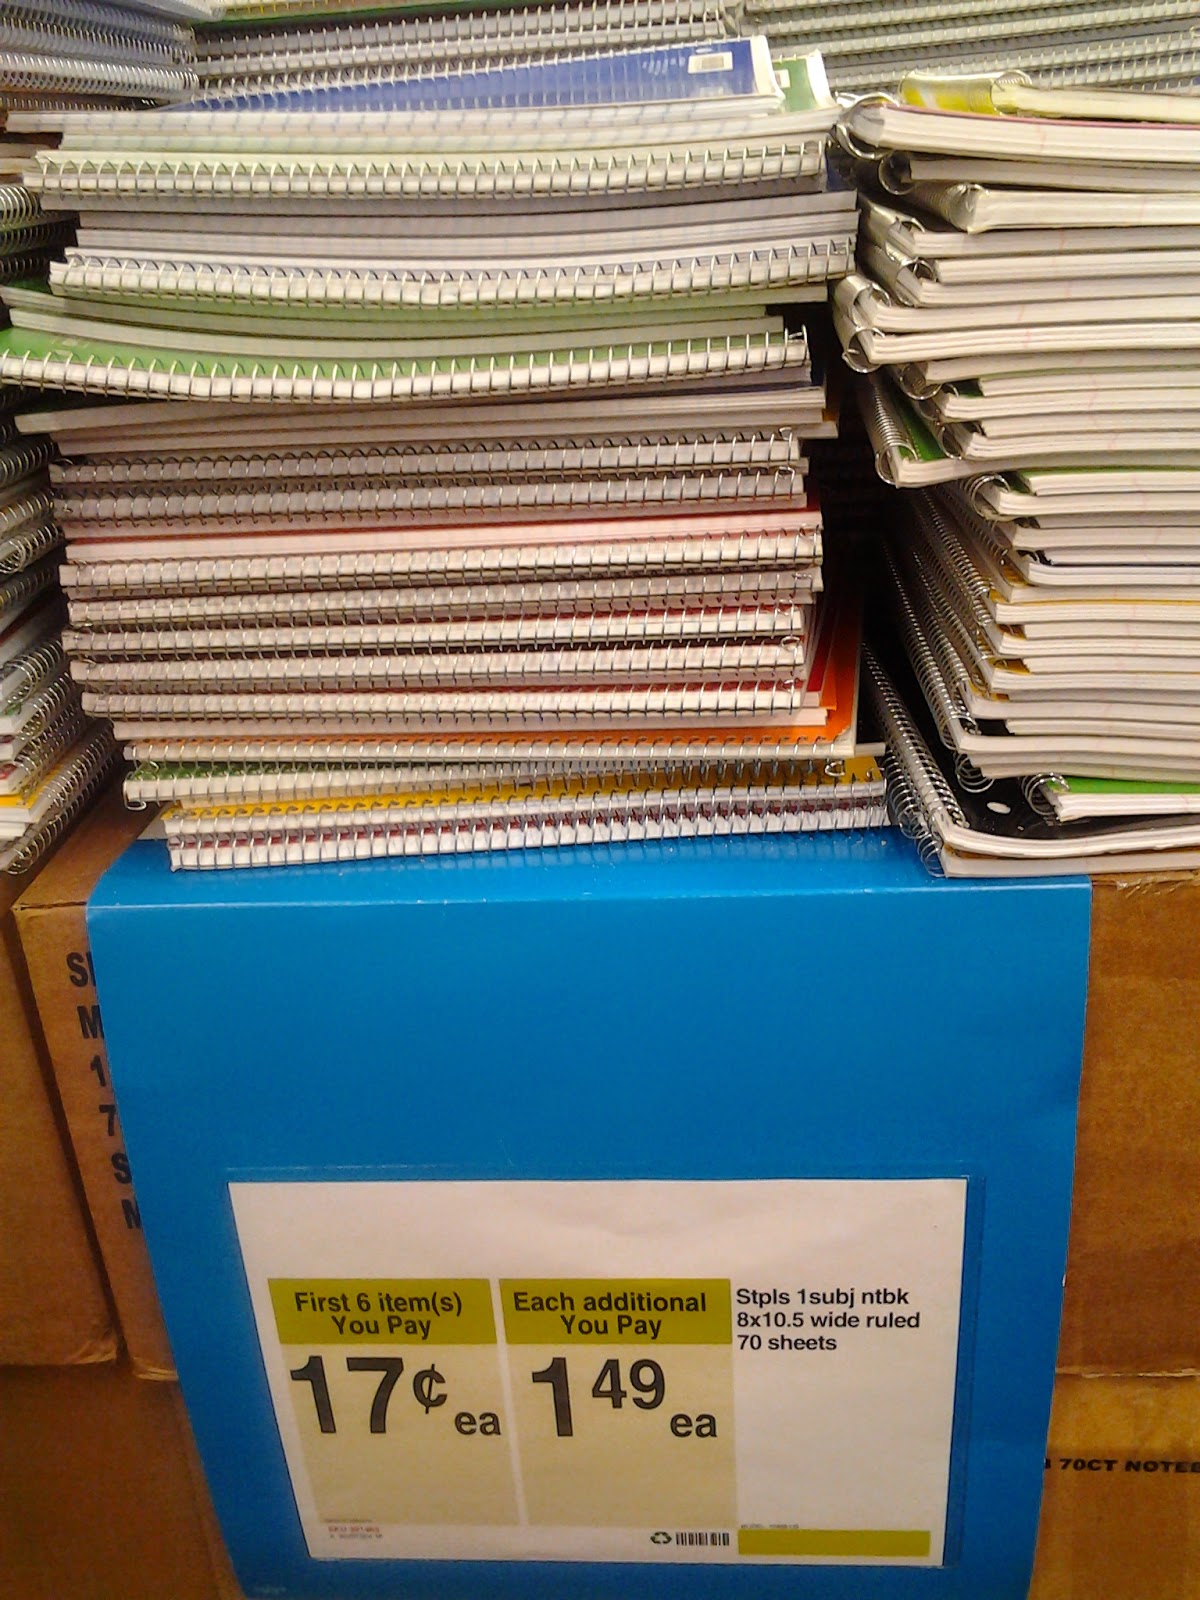 First 6 item(s)
You Pay
17¢ ea
Each additional
You Pay
1 49 ea
Stpls 1subj ntbk
8x10.5 wide ruled
70 sheets
70CT